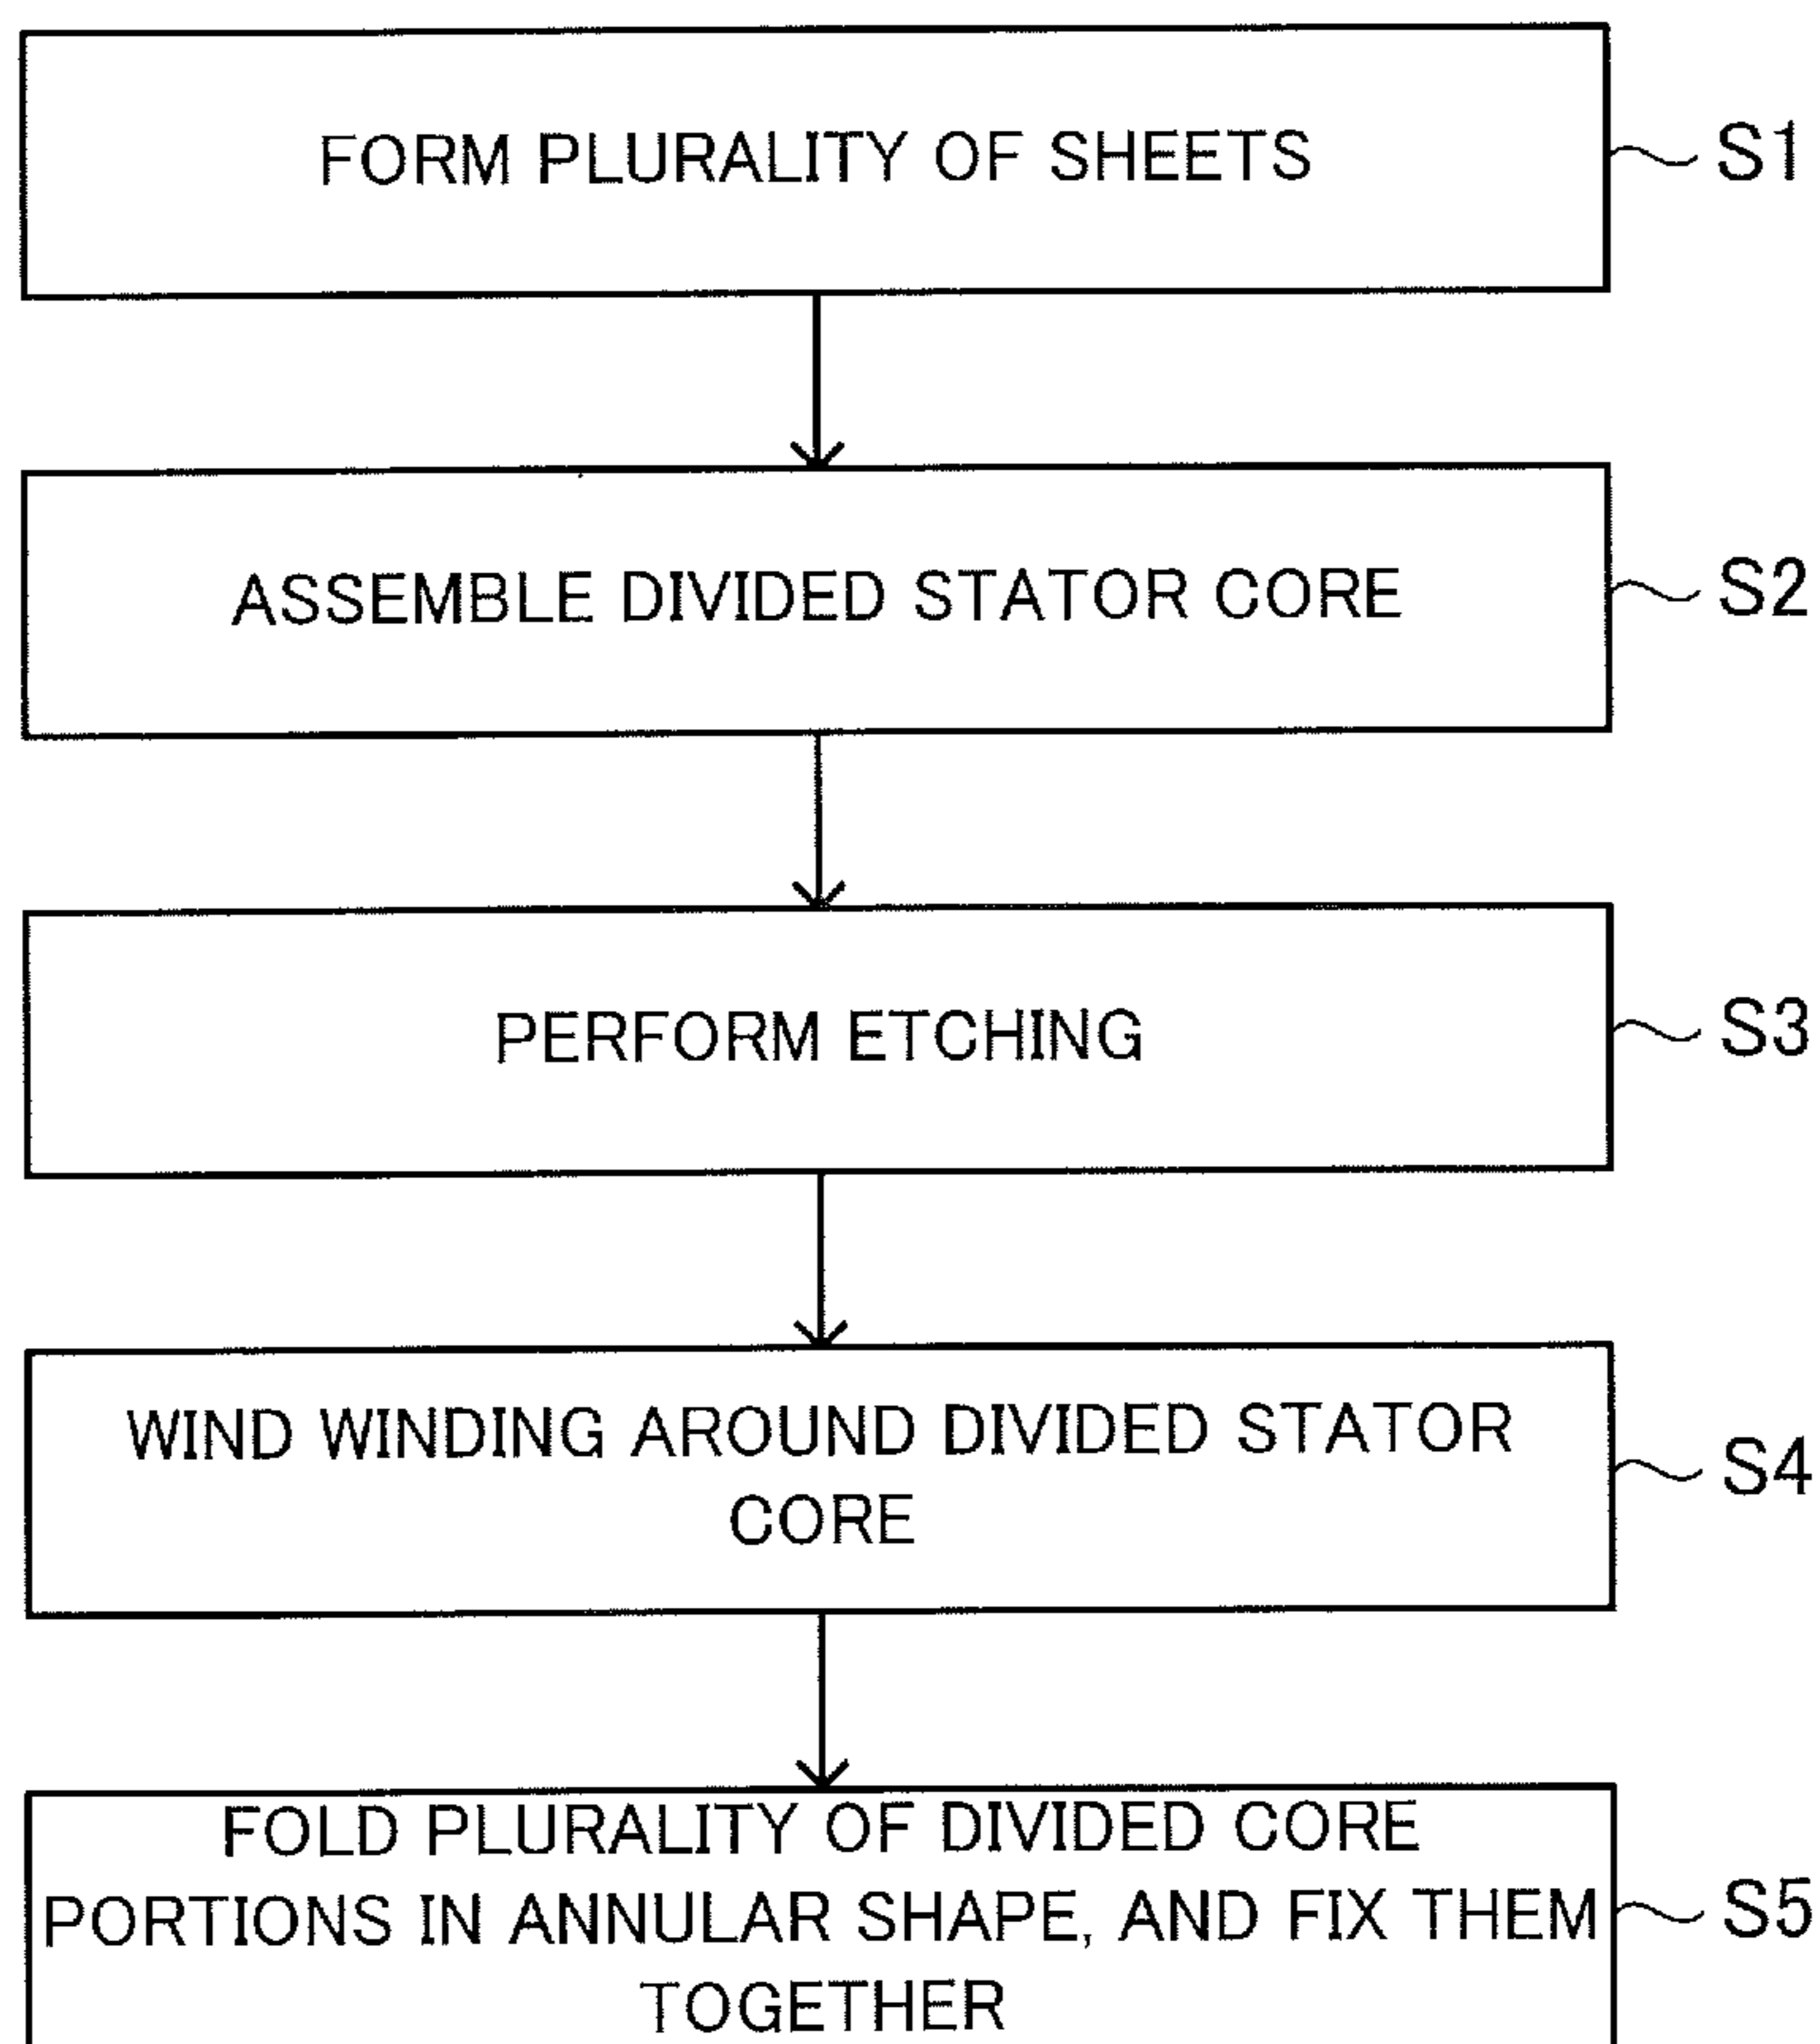 FORM PLURALITY OF SHEETS
S1
ASSEMBLE DIVIDED STATOR CORE
S2
PERFORM ETCHING
S3
WIND WINDING AROUND DIVIDED STATOR
CORE
S4
FOLD PLURALITY OF DIVIDED CORE
PORTIONS IN ANNULAR SHAPE, AND FIX THEM
TOGETHER
S5